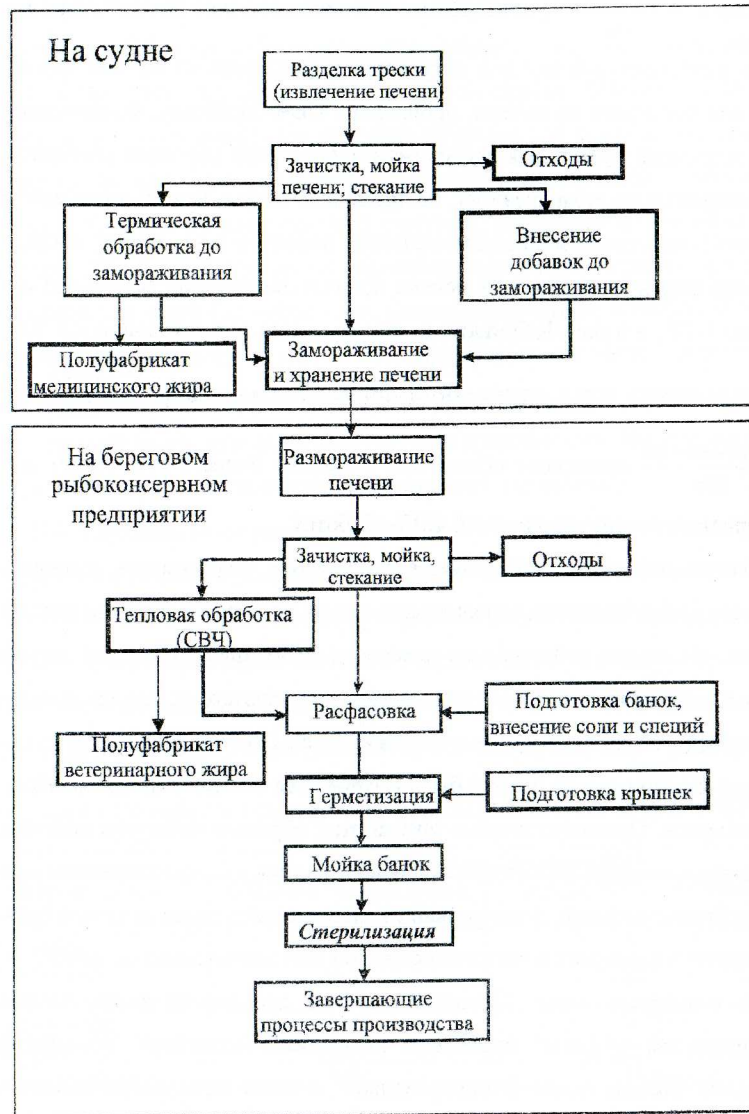 На судне
Разделка трески
(извлечение печени)
Зачистка, мойка
печени; стекание
Отходы
Термическая
обработка до
замораживания
Внесение
добавок до
замораживания
Полуфабрикат
медицинского жира
Замораживание
и хранение печени
На береговом
рыбоконсервном
предприятии
Размораживание
печени
Зачистка, мойка,
стекание
Отходы
Тепловая обработка
(СВЧ)
Расфасовка
Подготовка банок,
внесение соли и специй
Полуфабрикат
ветеринарного жира
Герметизация
Подготовка крышек
Мойка банок
Стерилизация
Завершающие
процессы производства